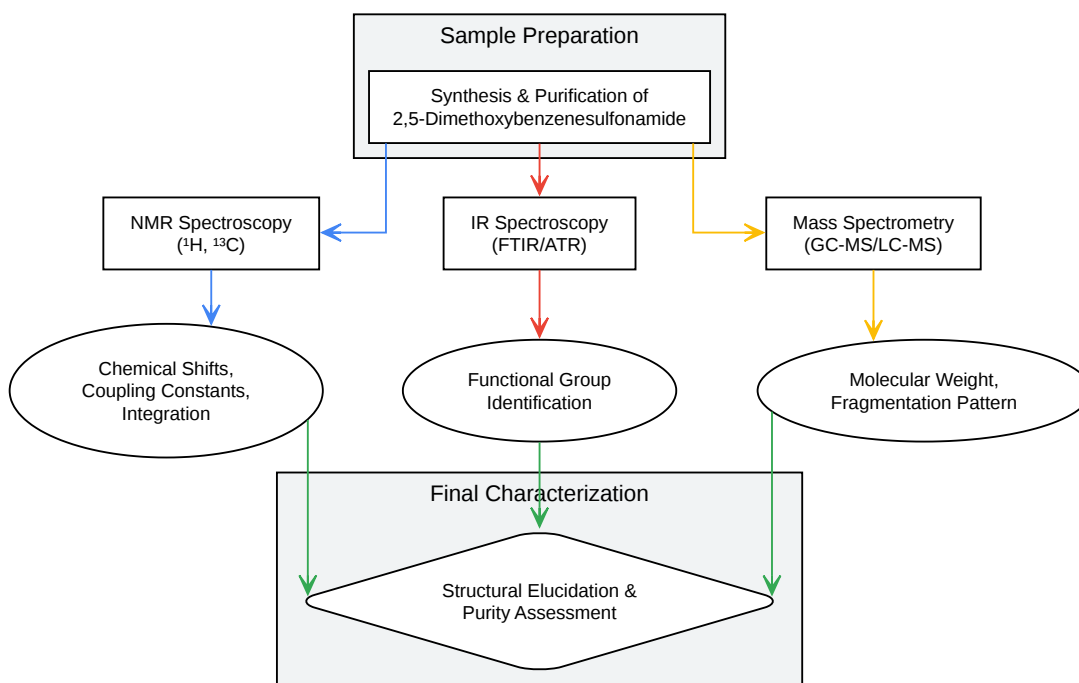 Sample Preparation
Synthesis & Purification of
2,5-Dimethoxybenzenesulfonamide
NMR Spectroscopy
(¹H, ¹³C)
IR Spectroscopy
(FTIR/ATR)
Mass Spectrometry
(GC-MS/LC-MS)
Chemical Shifts,
Coupling Constants,
Integration
Functional Group
Identification
Molecular Weight,
Fragmentation Pattern
Final Characterization
Structural Elucidation &
Purity Assessment